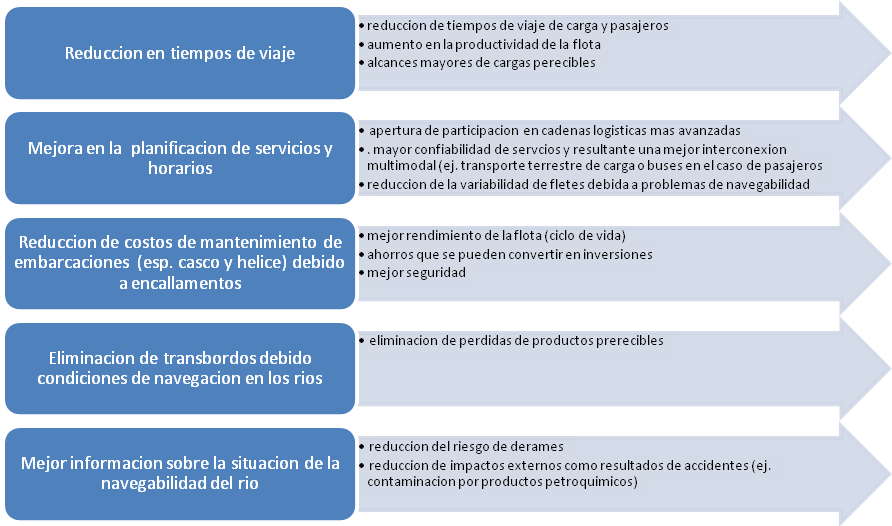 Reduccion en tiempos de viaje
• reduccion de tiempos de viaje de carga y pasajeros
• aumento en la productividad de la flota
• alcances mayores de cargas perecibles
Mejora en la planificacion de servicios y
horarios
• apertura de participacion en cadenas logisticas mas avanzadas
• . mayor confiabilidad de servcios y resultante una mejor interconexion
multimodal (ej. transporte terrestre de carga o buses en el caso de pasajeros
• reduccion de la variabilidad de fletes debida a problemas de navegabilidad
Reduccion de costos de mantenimiento de
embarcaciones (esp. casco y helice) debido
a encallamentos
• mejor rendimiento de la flota (ciclo de vida)
• ahorros que se pueden convertir en inversiones
• mejor seguridad
Eliminacion de transbordos debido
condiciones de navegacion en los rios
• eliminacion de perdidas de productos prerecibles
Mejor informacion sobre la situacion de la
navegabilidad del rio
• reduccion del riesgo de derames
• reduccion de impactos externos como resultados de accidentes (ej.
contaminacion por productos petroquimicos)